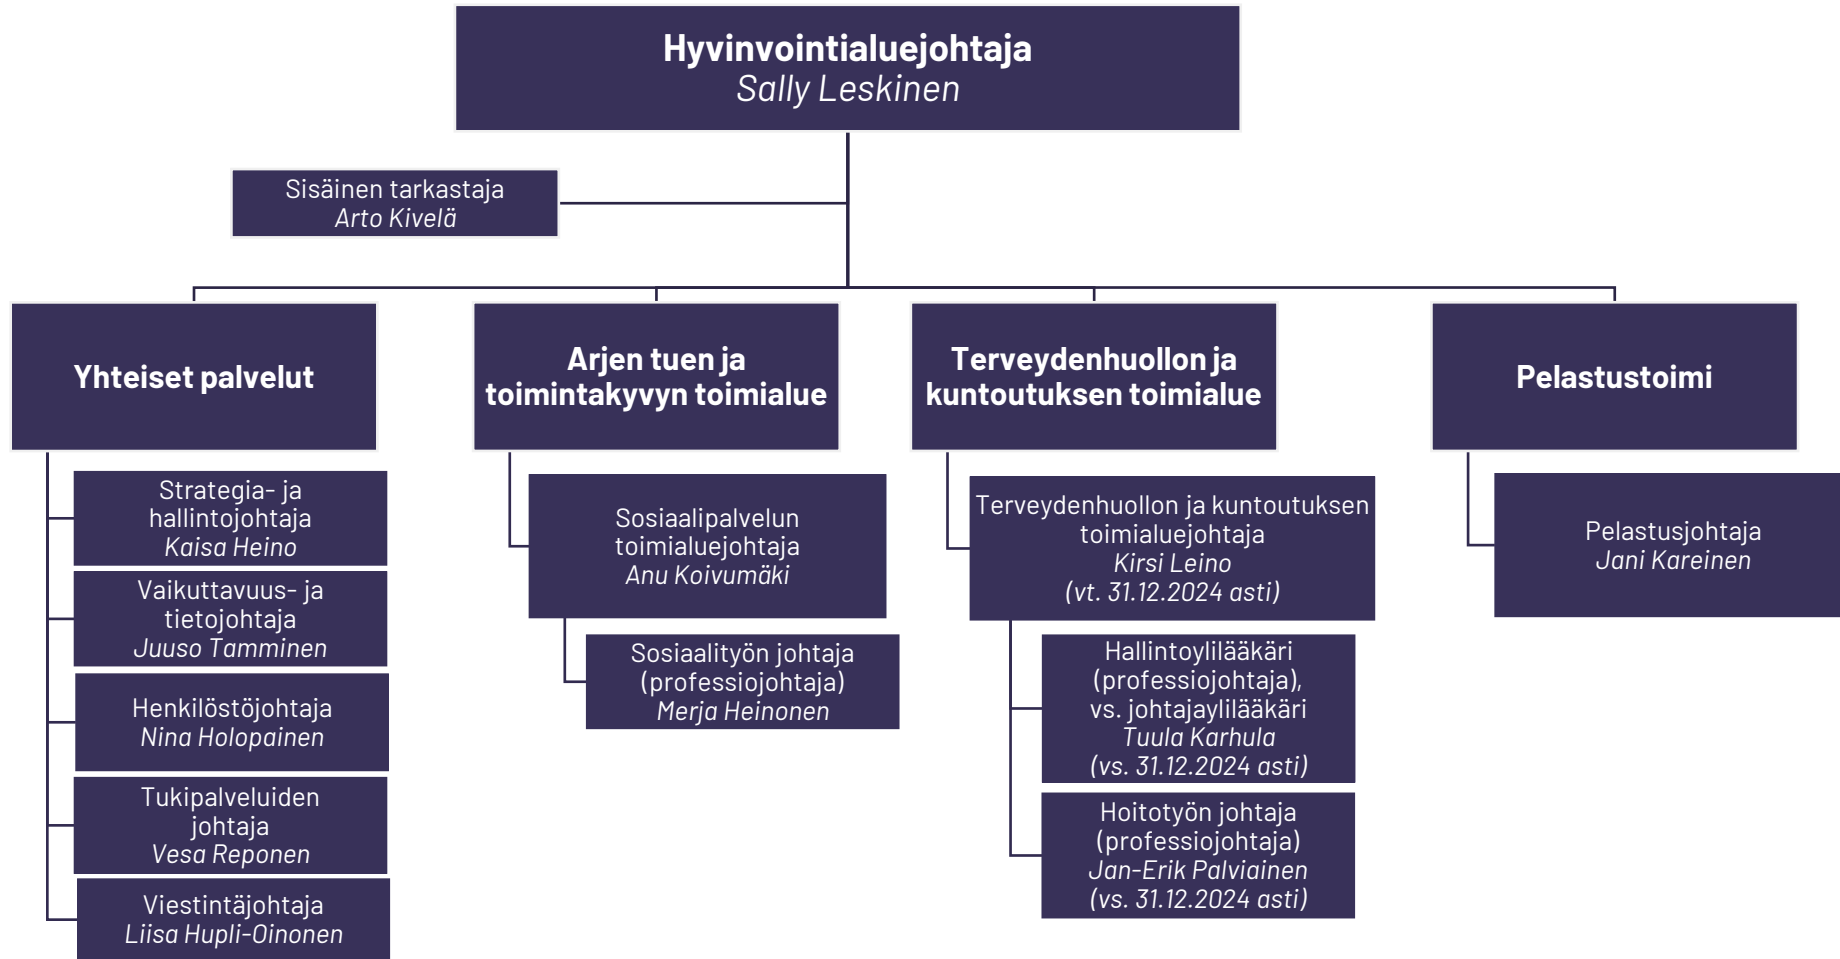 Hyvinvointialuejohtaja
Sally Leskinen
Sisäinen tarkastaja
Arto Kivelä
Yhteiset palvelut
Strategia- ja
hallintojohtaja
Kaisa Heino
Vaikuttavuus- ja
tietojohtaja
Juuso Tamminen
Henkilöstöjohtaja
Nina Holopainen
Tukipalveluiden
johtaja
Vesa Reponen
Viestintäjohtaja
Liisa Hupli-Oinonen
Arjen tuen ja
toimintakyvyn toimialue
Sosiaalipalvelun
toimialuejohtaja
Anu Koivumäki
Sosiaalityön johtaja
(professiojohtaja)
Merja Heinonen
Terveydenhuollon ja
kuntoutuksen toimialue
Terveydenhuollon ja kuntoutuksen
toimialuejohtaja
Kirsi Leino
(vt. 31.12.2024 asti)
Hallintoylilääkäri
(professiojohtaja),
vs. johtajaylilääkäri
Tuula Karhula
(vs. 31.12.2024 asti)
Hoitotyön johtaja
(professiojohtaja)
Jan-Erik Palviainen
(vs. 31.12.2024 asti)
Pelastustoimi
Pelastusjohtaja
Jani Kareinen